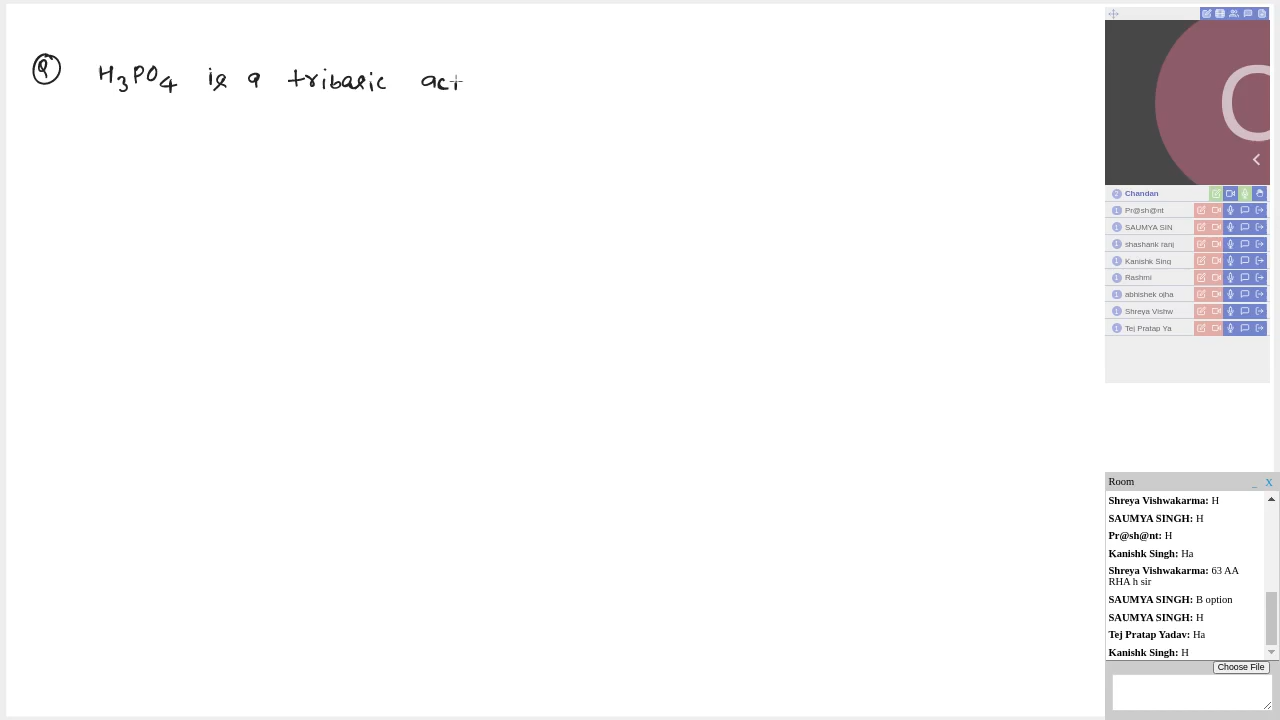 Q H3PO4 is a tribasic act
C
Chandan
Pr@sh@nt
SAUMYA SIN
shashank ranj
Kanishk Sing
Rashmi
abhishek ojha
Shreya Vishw
Tej Pratap Ya
Room _ X
Shreya Vishwakarma: H
SAUMYA SINGH: H
Pr@sh@nt: H
Kanishk Singh: Ha
Shreya Vishwakarma: 63 AA
RHA h sir
SAUMYA SINGH: B option
SAUMYA SINGH: H
Tej Pratap Yadav: Ha
Kanishk Singh: H
Choose File